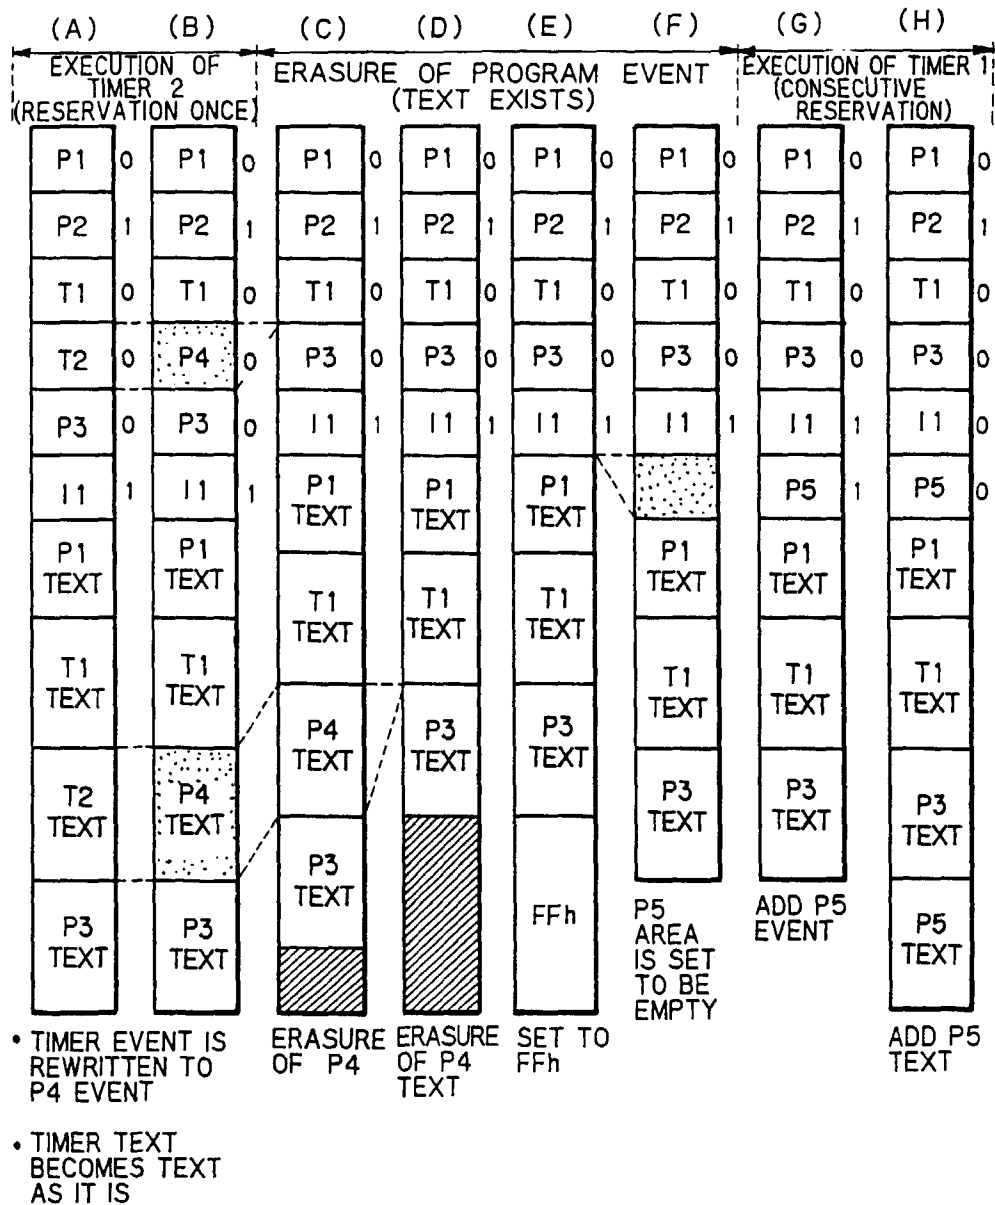 (A) (B) (C) (D) (E) (F) (G) (H)
EXECUTION OF
TIMER 2
(RESERVATION ONCE)
ERASURE OF PROGRAM EVENT
(TEXT EXISTS)
EXECUTION OF TIMER 1
(CONSECUTIVE
RESERVATION)
P1 0 P1 0 P1 0 P1 0 P1 0 P1 0 P1 0 P1 0
P2 1 P2 1 P2 1 P2 1 P2 1 P2 1 P2 1 P2 1
T1 0 T1 0 T1 0 T1 0 T1 0 T1 0 T1 0 T1 0
T2 0 P4 0 P3 0 P3 0 P3 0 P3 0 P3 0 P3 0
P3 0 P3 0 I1 1 I1 1 I1 1 I1 1 I1 1 I1 0
I1 1 I1 1 P1 TEXT P1 TEXT P1 TEXT P5 1 P5 0
P1 TEXT P1 TEXT T1 TEXT T1 TEXT T1 TEXT P1 TEXT P1 TEXT P1 TEXT
T1 TEXT T1 TEXT P4 TEXT P3 TEXT P3 TEXT T1 TEXT T1 TEXT T1 TEXT
T2 TEXT P4 TEXT P3 TEXT FFh P3 TEXT P3 TEXT P3 TEXT
P3 TEXT P3 TEXT P5 TEXT
• TIMER EVENT IS
REWRITTEN TO
P4 EVENT
• TIMER TEXT
BECOMES TEXT
AS IT IS
ERASURE
OF P4
ERASURE
OF P4
TEXT
SET TO
FFh
P5
AREA
IS SET
TO BE
EMPTY
ADD P5
EVENT
ADD P5
TEXT